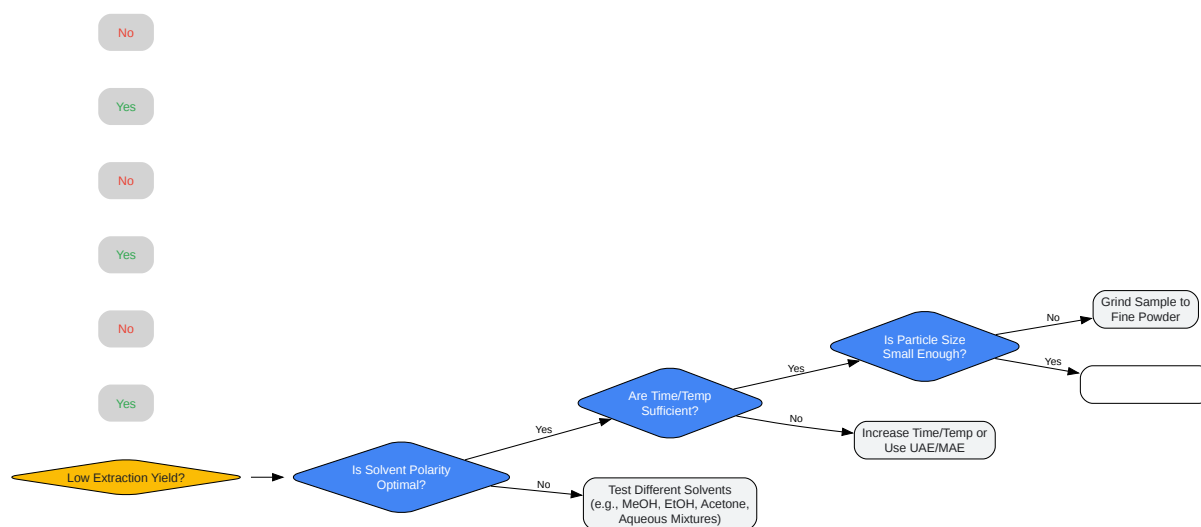 No
Yes
No
Yes
No
Yes
Low Extraction Yield?
Is Solvent Polarity
Optimal?
Yes
No
Test Different Solvents
(e.g., MeOH, EtOH, Acetone,
Aqueous Mixtures)
Are Time/Temp
Sufficient?
Yes
No
Increase Time/Temp or
Use UAE/MAE
Is Particle Size
Small Enough?
No
Yes
Grind Sample to
Fine Powder